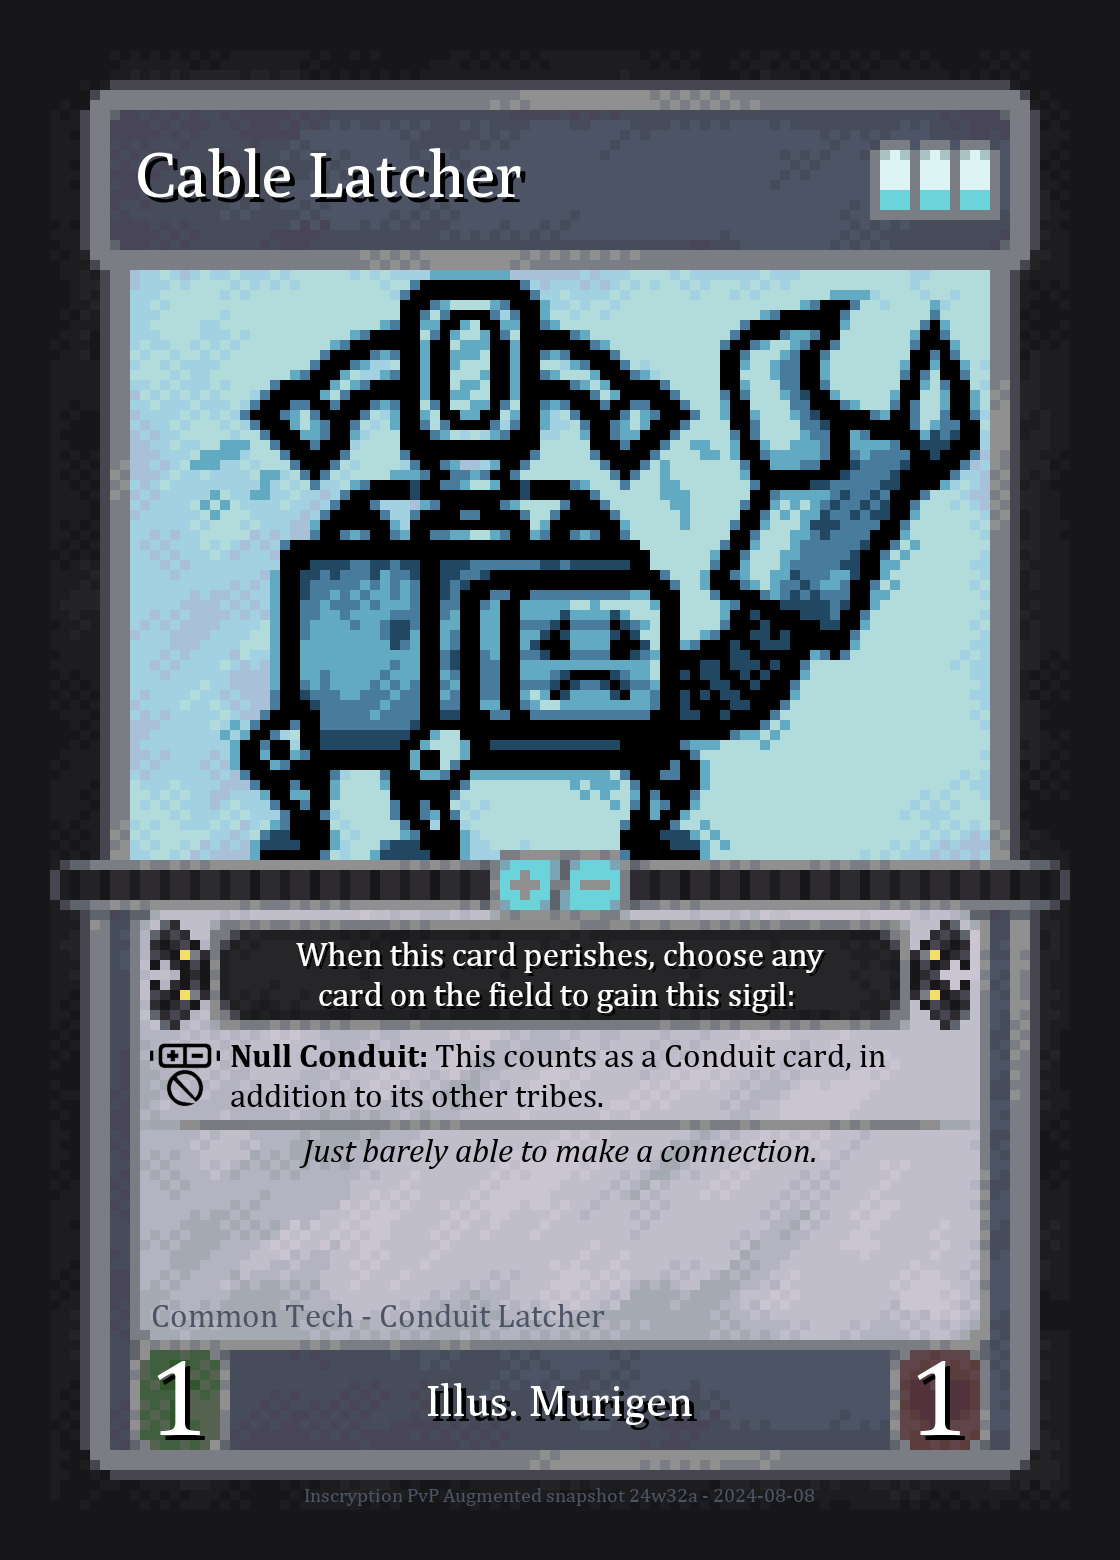 Cable Latcher
When this card perishes, choose any
card on the field to gain this sigil:
Null Conduit: This counts as a Conduit card, in
addition to its other tribes.
Just barely able to make a connection.
Common Tech - Conduit Latcher
1
Illus. Murigen
1
Inscryption PvP Augmented snapshot 24w32a - 2024-08-08